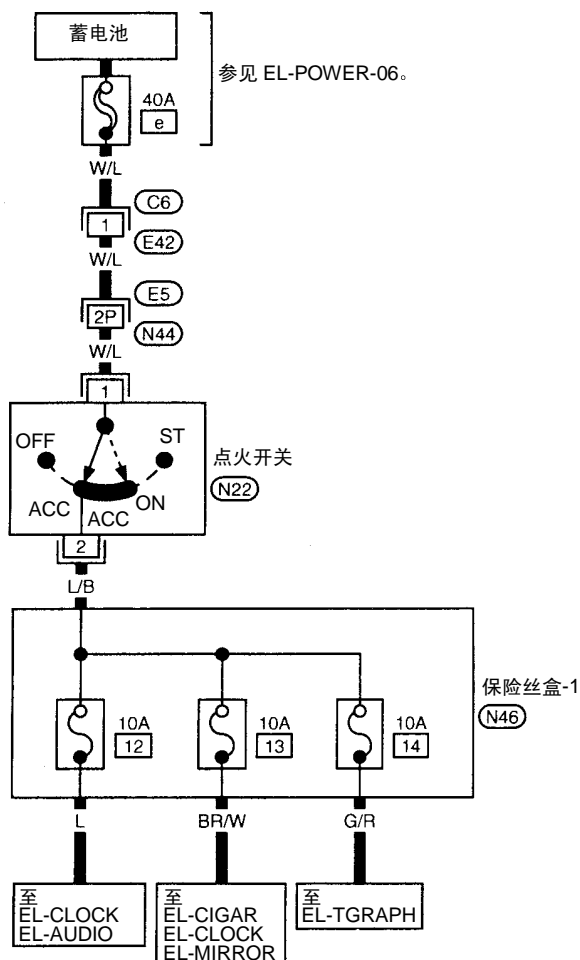 蓄电池
参见 EL-POWER-06。
40A
e
W/L
C6
1
E42
W/L
E5
2P
N44
W/L
1
OFF
ST
点火开关
N22
ACC
ACC
ON
2
L/B
保险丝盒-1
N46
10A
12
10A
13
10A
14
L
BR/W
G/R
至
EL-CLOCK
EL-AUDIO
至
EL-CIGAR
EL-CLOCK
EL-MIRROR
至
EL-TGRAPH